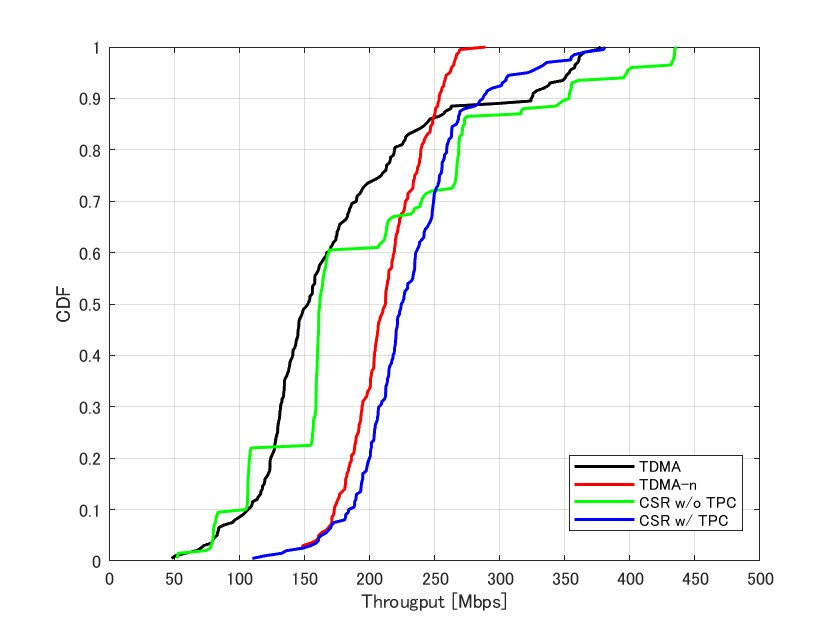 1
0.9
0.8
0.7
0.6
0.5
0.4
0.3
0.2
0.1
0
CDF
TDMA
TDMA-n
CSR w/o TPC
CSR w/ TPC
0 50 100 150 200 250 300 350 400 450 500
Througput [Mbps]